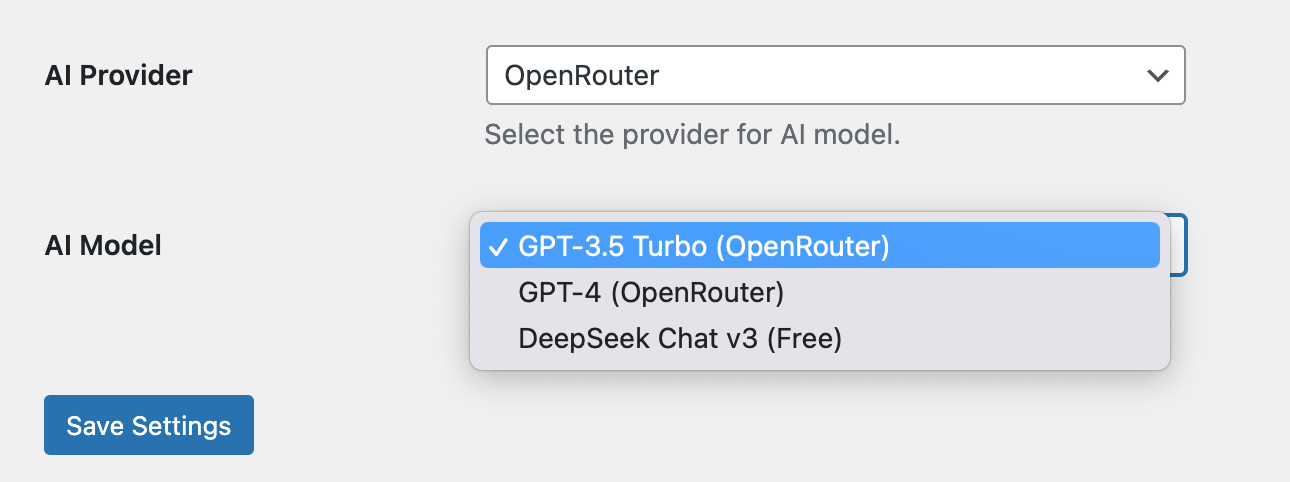 AI Provider
OpenRouter
Select the provider for AI model.
AI Model
✓ GPT-3.5 Turbo (OpenRouter)
GPT-4 (OpenRouter)
DeepSeek Chat v3 (Free)
Save Settings